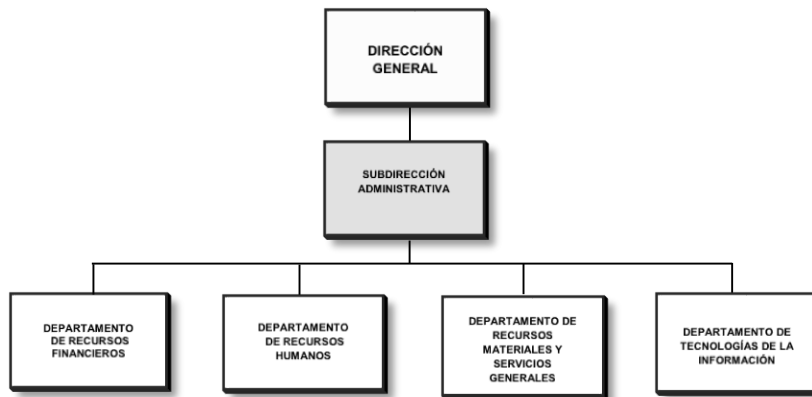 DIRECCIÓN
GENERAL
SUBDIRECCIÓN
ADMINISTRATIVA
DEPARTAMENTO
DE RECURSOS
FINANCIEROS
DEPARTAMENTO
DE RECURSOS
HUMANOS
DEPARTAMENTO DE
RECURSOS
MATERIALES Y
SERVICIOS
GENERALES
DEPARTAMENTO DE
TECNOLOGÍAS DE LA
INFORMACIÓN